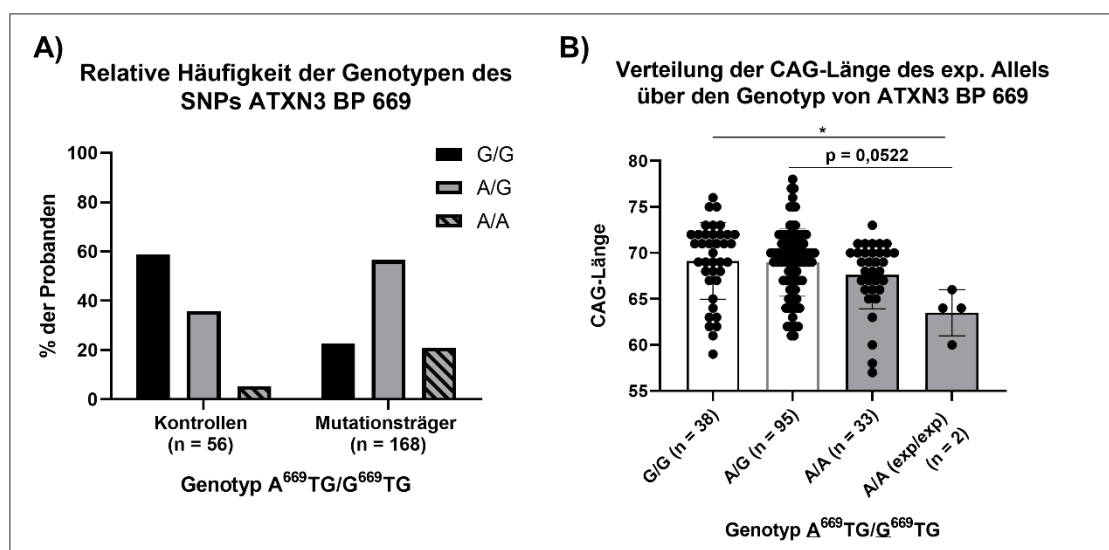 A)
Relative Häufigkeit der Genotypen des
SNPs ATXN3 BP 669
% der Probanden
100
80
60
40
20
0
G/G
A/G
A/A
Kontrollen
(n = 56)
Mutationsträger
(n = 168)
Genotyp A⁶⁶⁹TG/G⁶⁶⁹TG
B)
Verteilung der CAG-Länge des exp. Allels
über den Genotyp von ATXN3 BP 669
*
p = 0,0522
CAG-Länge
80
75
70
65
60
55
G/G (n = 38)
A/G (n = 95)
A/A (n = 33)
A/A (exp/exp)
(n = 2)
Genotyp A⁶⁶⁹TG/G⁶⁶⁹TG